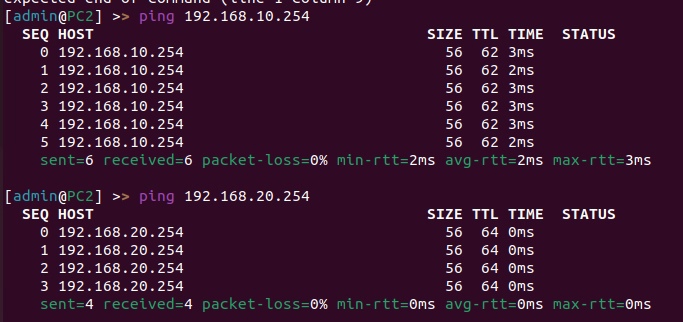 expected end of command (line 1 column 9)
[admin@PC2] >> ping 192.168.10.254
SEQ HOST SIZE TTL TIME STATUS
0 192.168.10.254 56 62 3ms
1 192.168.10.254 56 62 2ms
2 192.168.10.254 56 62 3ms
3 192.168.10.254 56 62 3ms
4 192.168.10.254 56 62 3ms
5 192.168.10.254 56 62 2ms
sent=6 received=6 packet-loss=0% min-rtt=2ms avg-rtt=2ms max-rtt=3ms
[admin@PC2] >> ping 192.168.20.254
SEQ HOST SIZE TTL TIME STATUS
0 192.168.20.254 56 64 0ms
1 192.168.20.254 56 64 0ms
2 192.168.20.254 56 64 0ms
3 192.168.20.254 56 64 0ms
sent=4 received=4 packet-loss=0% min-rtt=0ms avg-rtt=0ms max-rtt=0ms